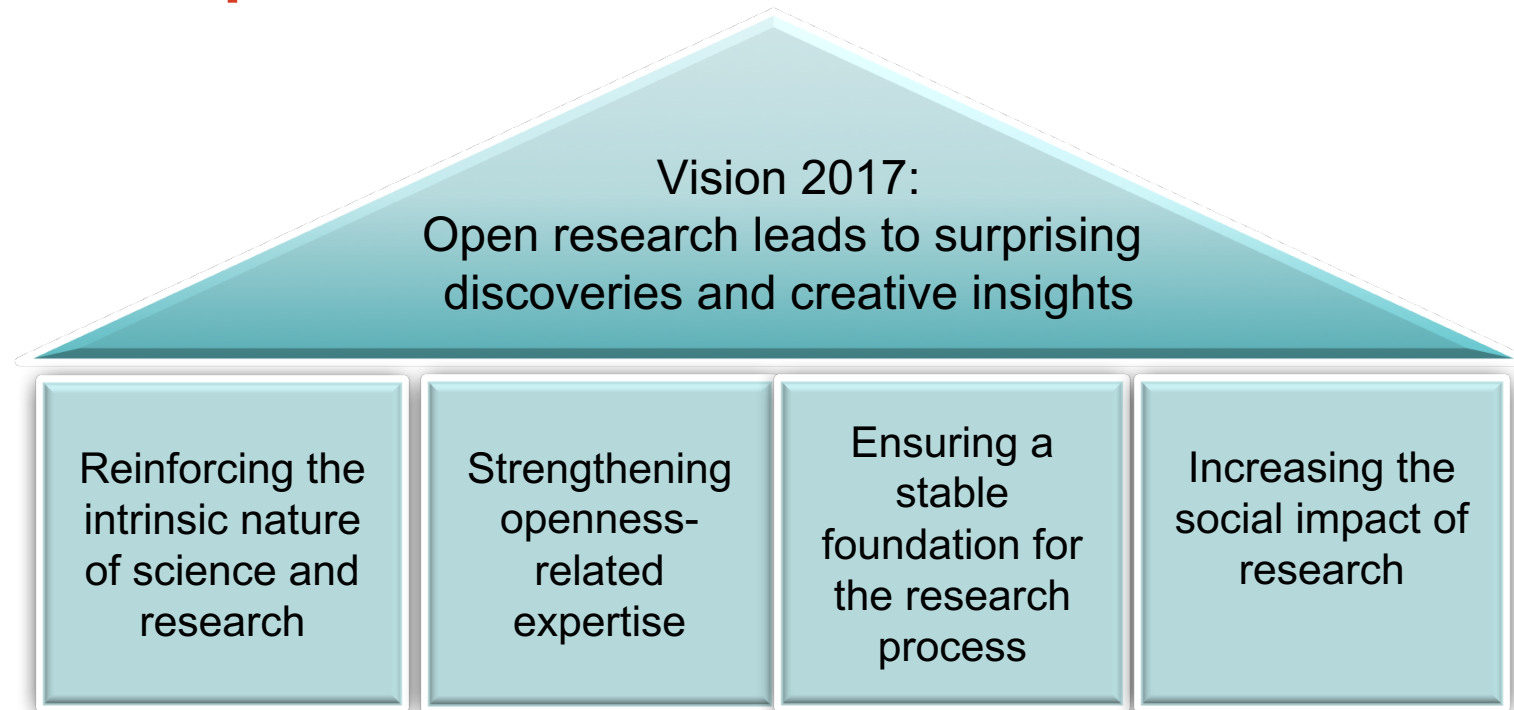 Vision 2017:
Open research leads to surprising
discoveries and creative insights
Reinforcing the
intrinsic nature
of science and
research
Strengthening
openness-
related
expertise
Ensuring a
stable
foundation for
the research
process
Increasing the
social impact of
research